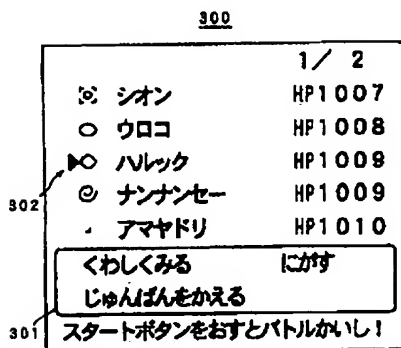 300
1/ 2
シオン HP1007
ウロコ HP1008
ハルック HP1009
ナンナンセー HP1009
アマヤドリ HP1010
302
くわしくみる にがす
じゅんばんをかえる
301 スタートボタンをおすとバトルかいし！